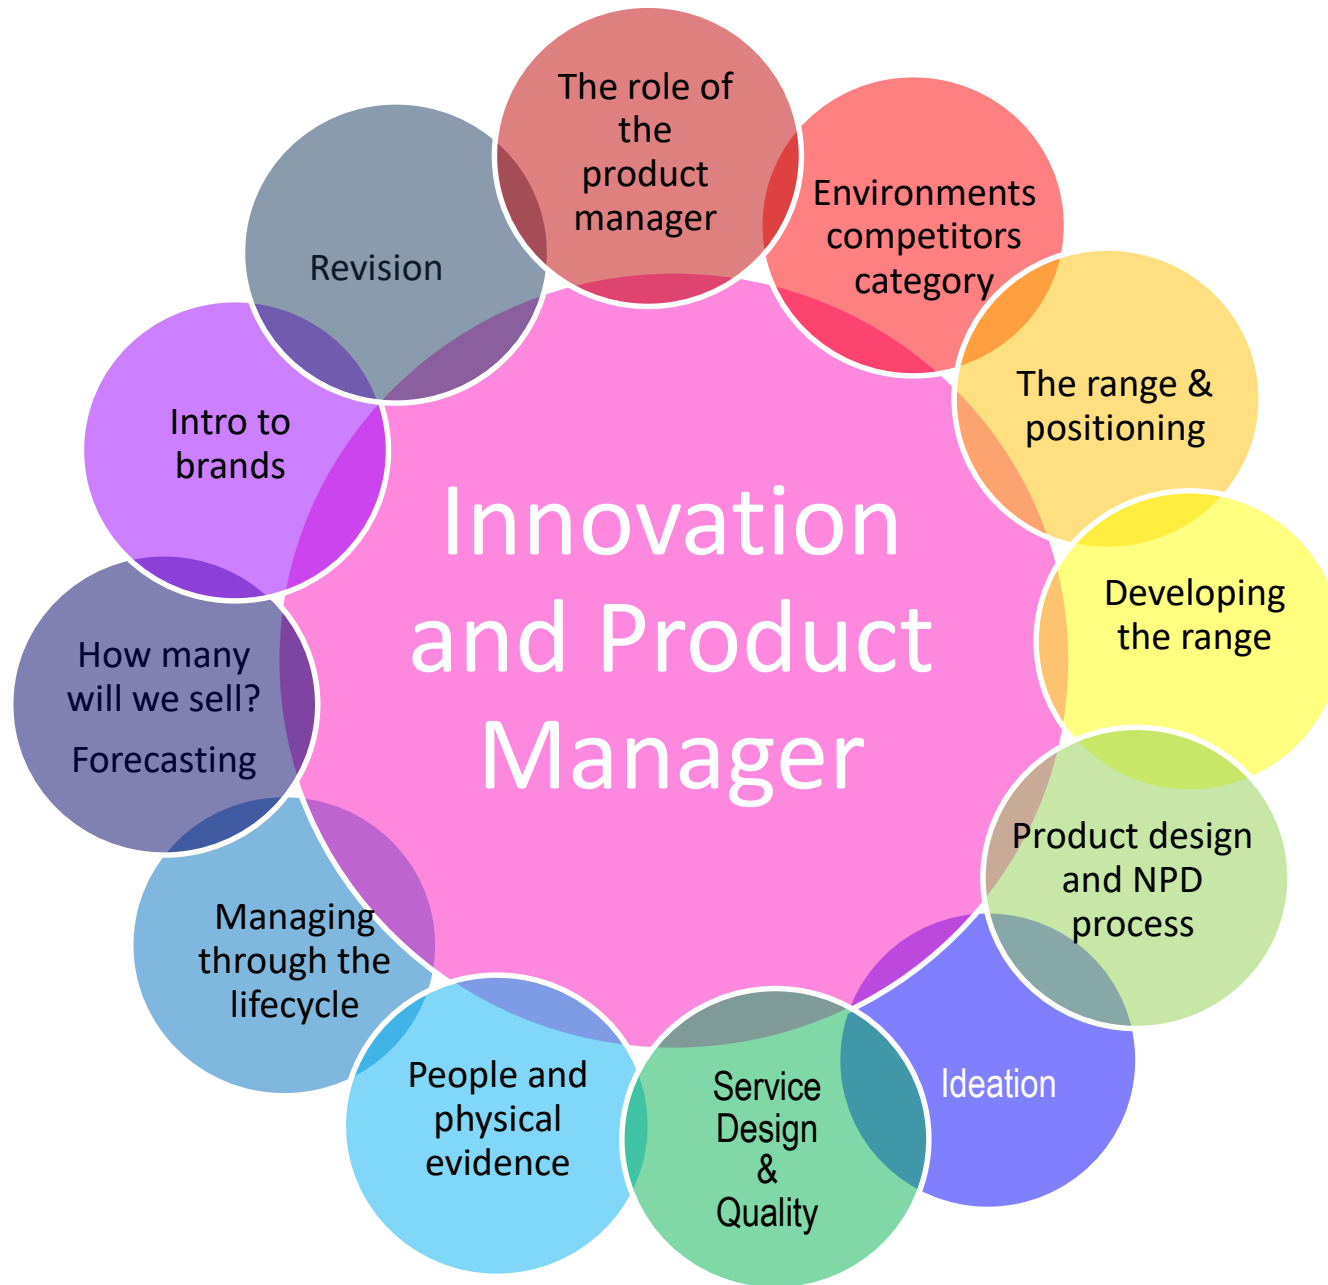 The role of
the
product
manager
Environments
competitors
category
The range &
positioning
Developing
the range
Product design
and NPD
process
Ideation
Service
Design
&
Quality
People and
physical
evidence
Managing
through the
lifecycle
How many
will we sell?
Forecasting
Intro to
brands
Revision
Innovation
and Product
Manager